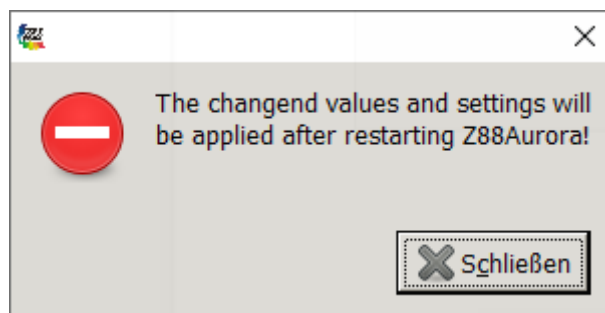 The changend values and settings will
be applied after restarting Z88Aurora!
Schließen